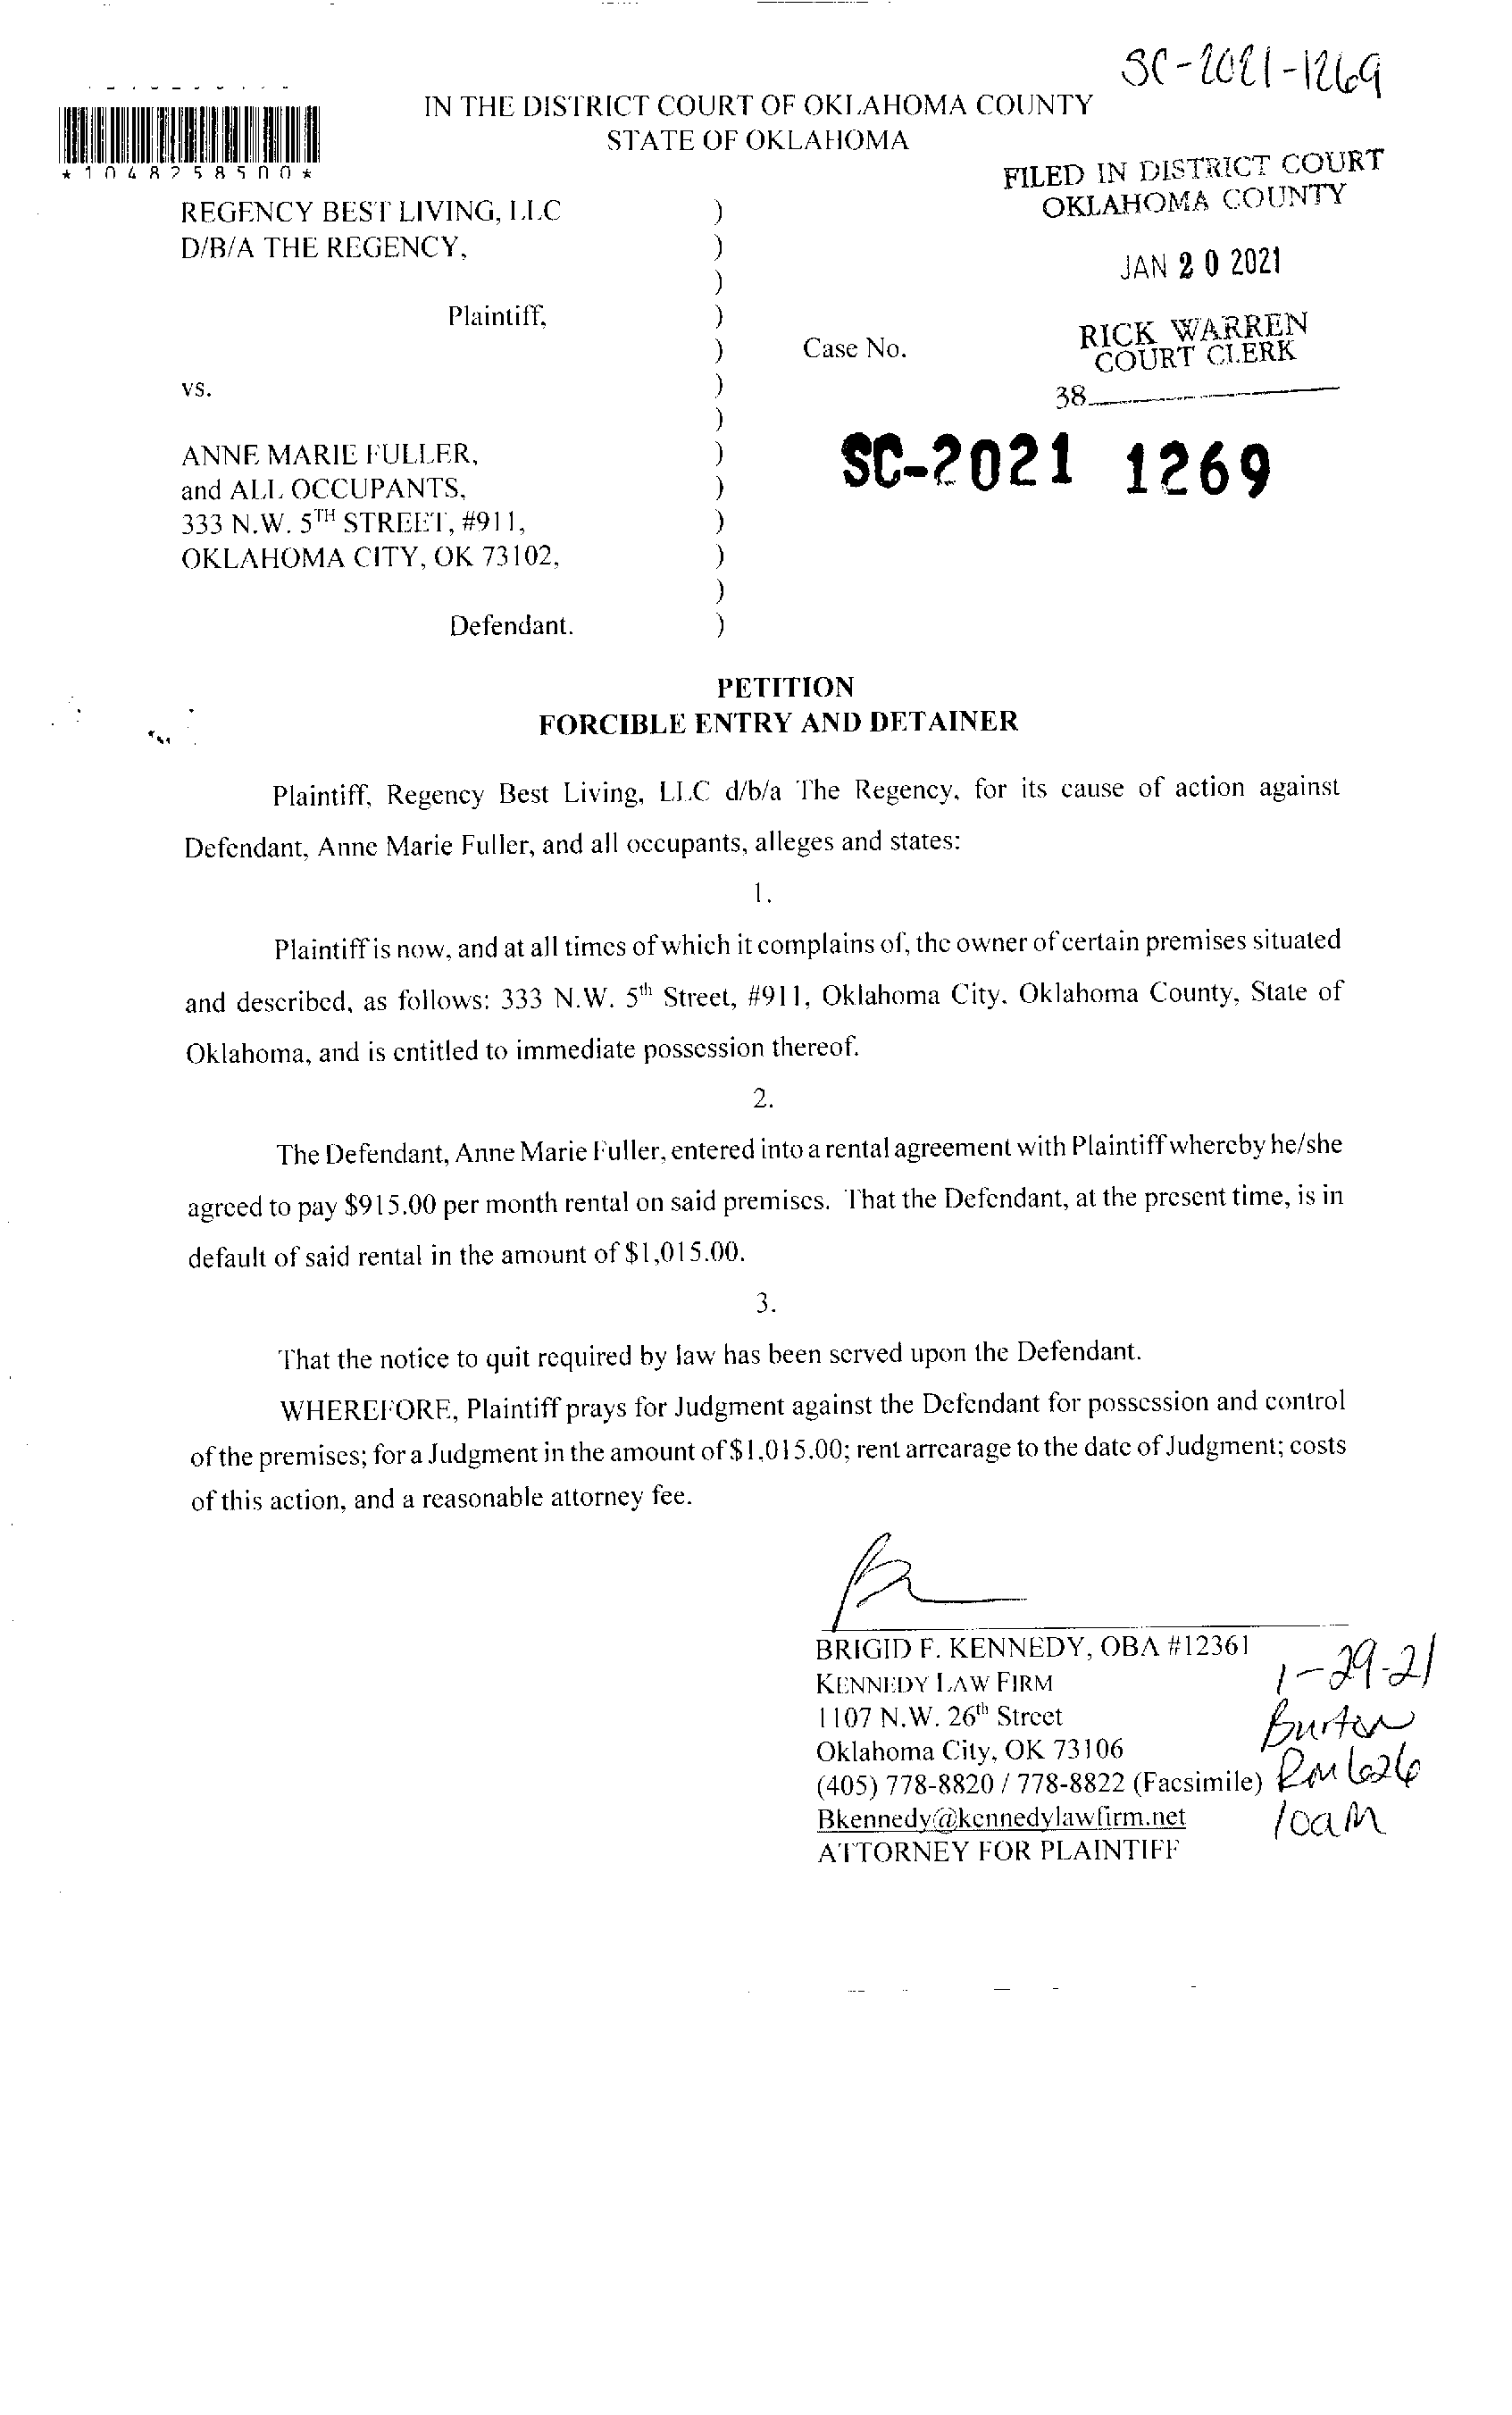 SC-2021-1269
IN THE DISTRICT COURT OF OKLAHOMA COUNTY
STATE OF OKLAHOMA
*1048258500*
FILED IN DISTRICT COURT
OKLAHOMA COUNTY
JAN 20 2021
RICK WARREN
COURT CLERK
38
REGENCY BEST LIVING, LLC
D/B/A THE REGENCY,
Plaintiff,
Case No.
vs.
SC-2021 1269
ANNE MARIE FULLER,
and ALL OCCUPANTS,
333 N.W. 5TH STREET, #911,
OKLAHOMA CITY, OK 73102,
Defendant.
)
)
)
)
)
)
)
)
)
)
)
)
)
PETITION
FORCIBLE ENTRY AND DETAINER
Plaintiff, Regency Best Living, LLC d/b/a The Regency, for its cause of action against
Defendant, Anne Marie Fuller, and all occupants, alleges and states:
1.
Plaintiff is now, and at all times of which it complains of, the owner of certain premises situated
and described, as follows: 333 N.W. 5th Street, #911, Oklahoma City, Oklahoma County, State of
Oklahoma, and is entitled to immediate possession thereof.
2.
The Defendant, Anne Marie Fuller, entered into a rental agreement with Plaintiff whereby he/she
agreed to pay $915.00 per month rental on said premises. That the Defendant, at the present time, is in
default of said rental in the amount of $1,015.00.
3.
That the notice to quit required by law has been served upon the Defendant.
WHEREFORE, Plaintiff prays for Judgment against the Defendant for possession and control
of the premises; for a Judgment in the amount of $1,015.00; rent arrearage to the date of Judgment; costs
of this action, and a reasonable attorney fee.
BRIGID F. KENNEDY, OBA #12361
KENNEDY LAW FIRM
1107 N.W. 26th Street
Oklahoma City, OK 73106
(405) 778-8820 / 778-8822 (Facsimile)
Bkennedy@kennedylawfirm.net
ATTORNEY FOR PLAINTIFF
1-29-21
Burton
Rm 626
10am